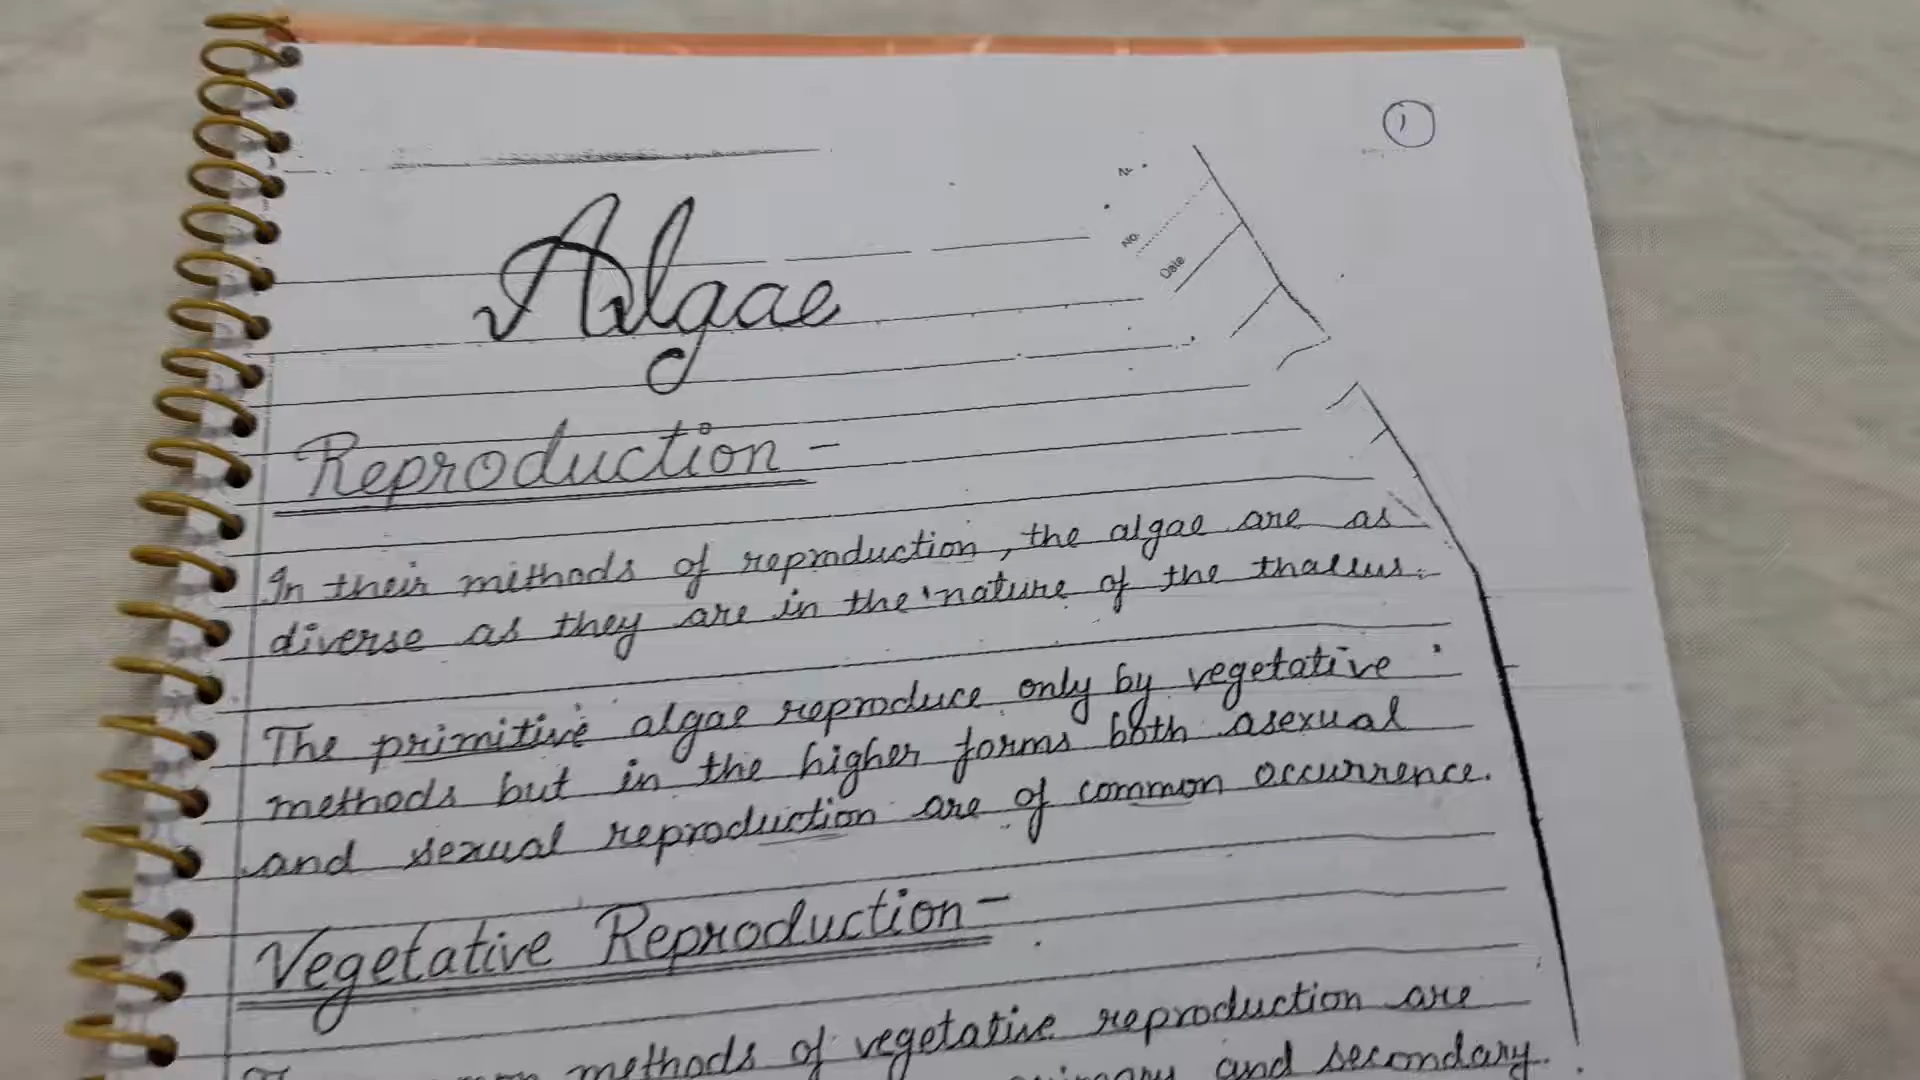 1
No.
Date
Algae
Reproduction -
In their methods of reproduction, the algae are as
diverse as they are in the nature of the thallus.
The primitive algae reproduce only by vegetative
methods but in the higher forms both asexual
and sexual reproduction are of common occurrence.
Vegetative Reproduction -
methods of vegetative reproduction are
and secondary.